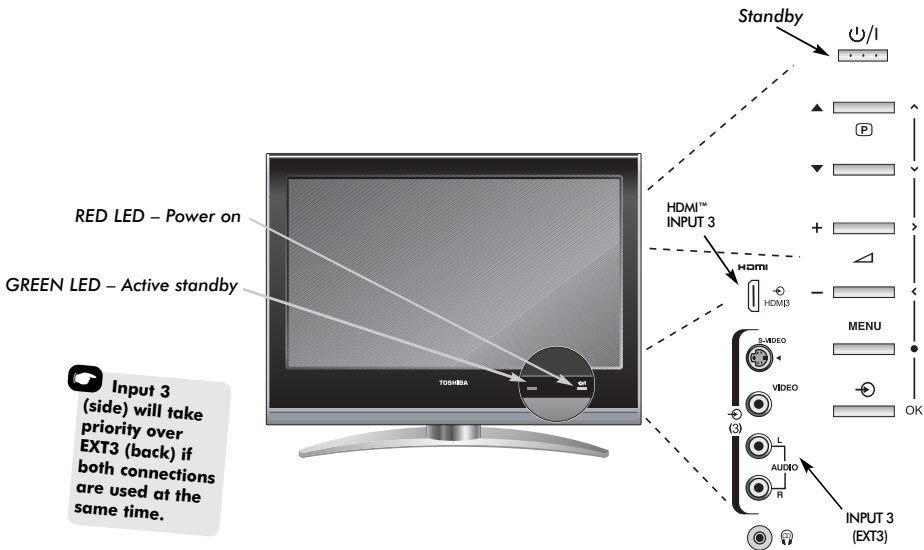 Standby
RED LED – Power on
GREEN LED – Active standby
TOSHIBA
Input 3
(side) will take
priority over
EXT3 (back) if
both connections
are used at the
same time.
HDMI™
INPUT 3
HDMI
HDMI3
S-VIDEO
VIDEO
(3)
L
AUDIO
R
INPUT 3
(EXT3)
P
+
–
MENU
OK